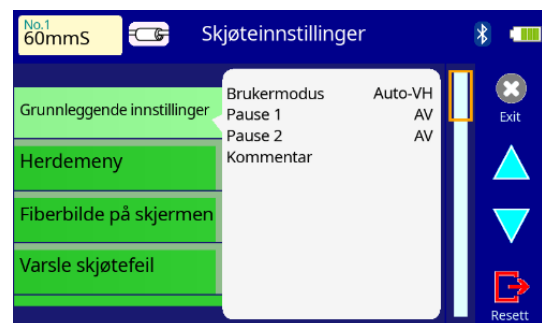 No.1
60mmS
Skjøteinnstillinger
Grunnleggende innstillinger
Herdemeny
Fiberbilde på skjermen
Varsle skjøtefeil
Brukermodus Auto-VH
Pause 1 AV
Pause 2 AV
Kommentar
Exit
Resett